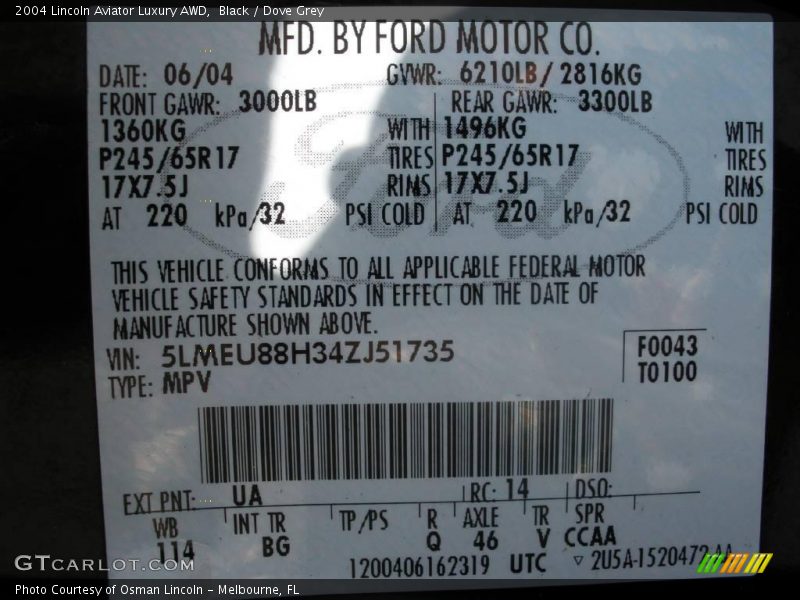 2004 Lincoln Aviator Luxury AWD,  Black / Dove Grey
MFD. BY FORD MOTOR CO.
DATE: 06/04 GVWR: 6210LB/ 2816KG
FRONT GAWR: 3000LB REAR GAWR: 3300LB
1360KG WITH 1496KG WITH
P245/65R17 TIRES P245/65R17 TIRES
17X7.5J RIMS 17X7.5J RIMS
AT 220 kPa/32 PSI COLD AT 220 kPa/32 PSI COLD
Ford
THIS VEHICLE CONFORMS TO ALL APPLICABLE FEDERAL MOTOR
VEHICLE SAFETY STANDARDS IN EFFECT ON THE DATE OF
MANUFACTURE SHOWN ABOVE.
VIN: 5LMEU88H34ZJ51735 F0043
TYPE: MPV T0100
EXT PNT: UA RC: 14 DSO:
WB INT TR TP/PS R AXLE TR SPR
114 BG Q 46 V CCAA
1200406162319 UTC ▽ 2U5A-1520472-AA
GTCARLOT.COM
Photo Courtesy of Osman Lincoln - Melbourne, FL